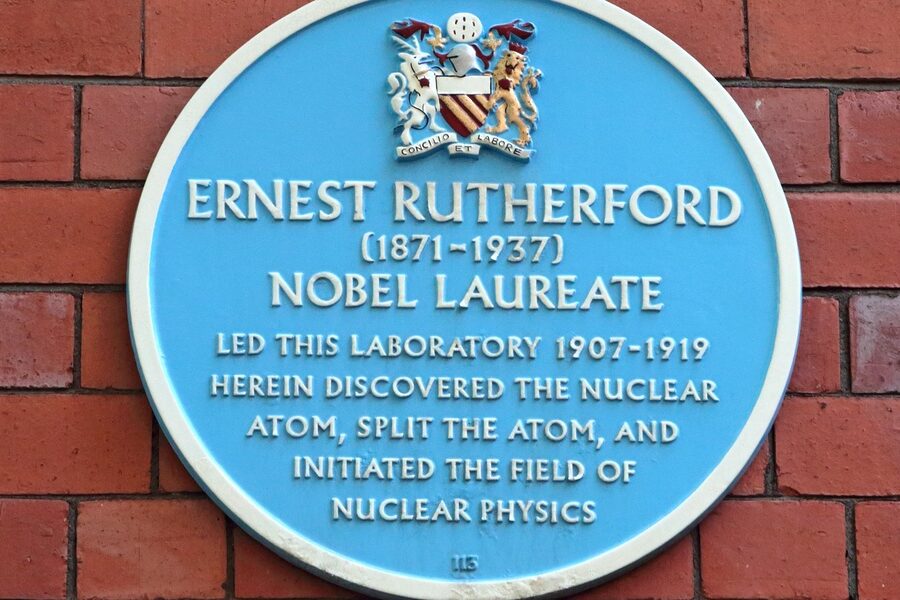 CONCILIO ET LABORE
ERNEST RUTHERFORD
(1871-1937)
NOBEL LAUREATE
LED THIS LABORATORY 1907-1919
HEREIN DISCOVERED THE NUCLEAR
ATOM, SPLIT THE ATOM, AND
INITIATED THE FIELD OF
NUCLEAR PHYSICS
113